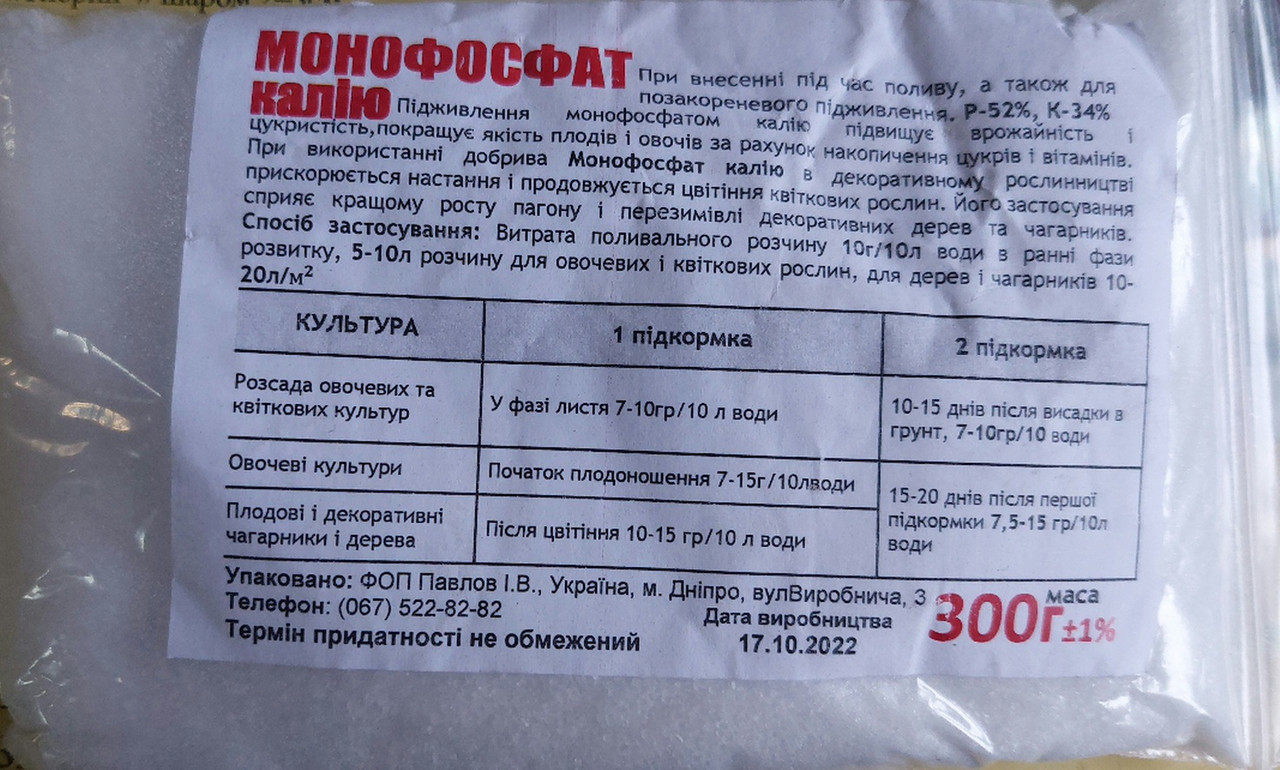 МОНОФОСФАТ
калію
При внесенні під час поливу, а також для
позакореневого підживлення. Р-52%, К-34%
Підживлення монофосфатом калію підвищує врожайність і
цукристість,покращує якість плодів і овочів за рахунок накопичення цукрів і вітамінів.
При використанні добрива Монофосфат калію в декоративному рослинництві
прискорюється настання і продовжується цвітіння квіткових рослин. Його застосування
сприяє кращому росту пагону і перезимівлі декоративних дерев та чагарників.
Спосіб застосування: Витрата поливального розчину 10г/10л води в ранні фази
розвитку, 5-10л розчину для овочевих і квіткових рослин, для дерев і чагарників 10-
20л/м²
КУЛЬТУРА 1 підкормка 2 підкормка
Розсада овочевих та
квіткових культур
У фазі листя 7-10гр/10 л води
10-15 днів після висадки в
грунт, 7-10гр/10 води
Овочеві культури
Початок плодоношення 7-15г/10лводи
15-20 днів після першої
підкормки 7,5-15 гр/10л
води
Плодові і декоративні
чагарники і дерева
Після цвітіння 10-15 гр/10 л води
Упаковано: ФОП Павлов І.В., Україна, м. Дніпро, вулВиробнича, 3
Телефон: (067) 522-82-82
Термін придатності не обмежений
Дата виробництва
17.10.2022
маса
300г±1%